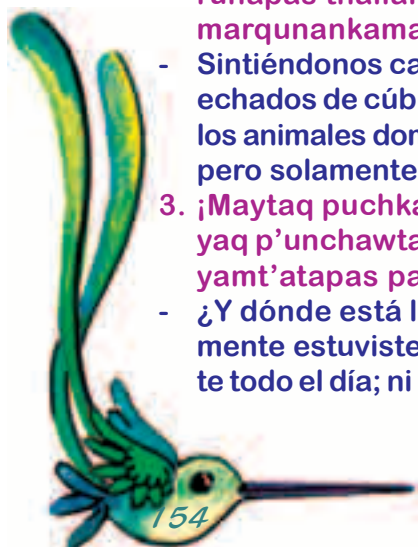 marqunankama
- Sintiéndonos ca
echados de cúb
los animales don
pero solamente
3. ¡Maytaq puchka
yaq p’unchawta
yamt’atapas pa
- ¿Y dónde está l
mente estuviste
te todo el día; ni
154